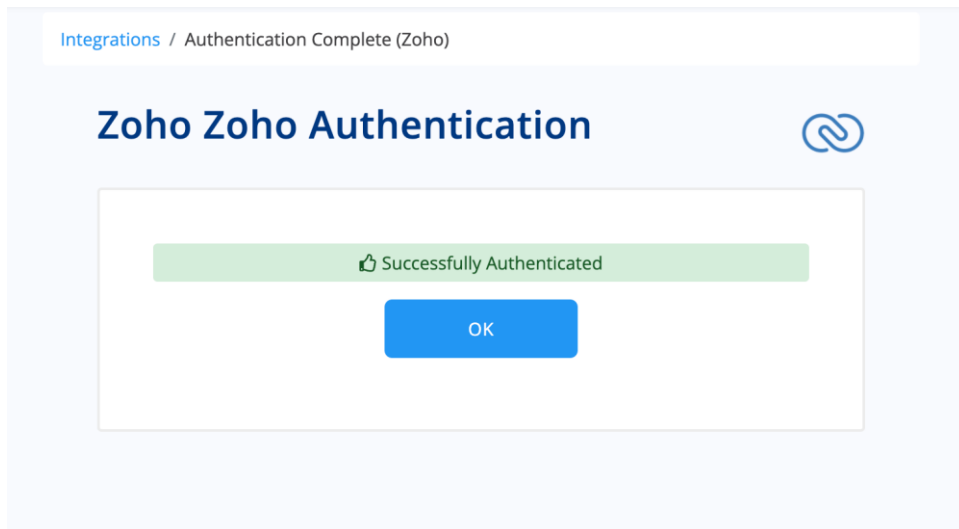 Integrations / Authentication Complete (Zoho)
Zoho Zoho Authentication
Successfully Authenticated
OK